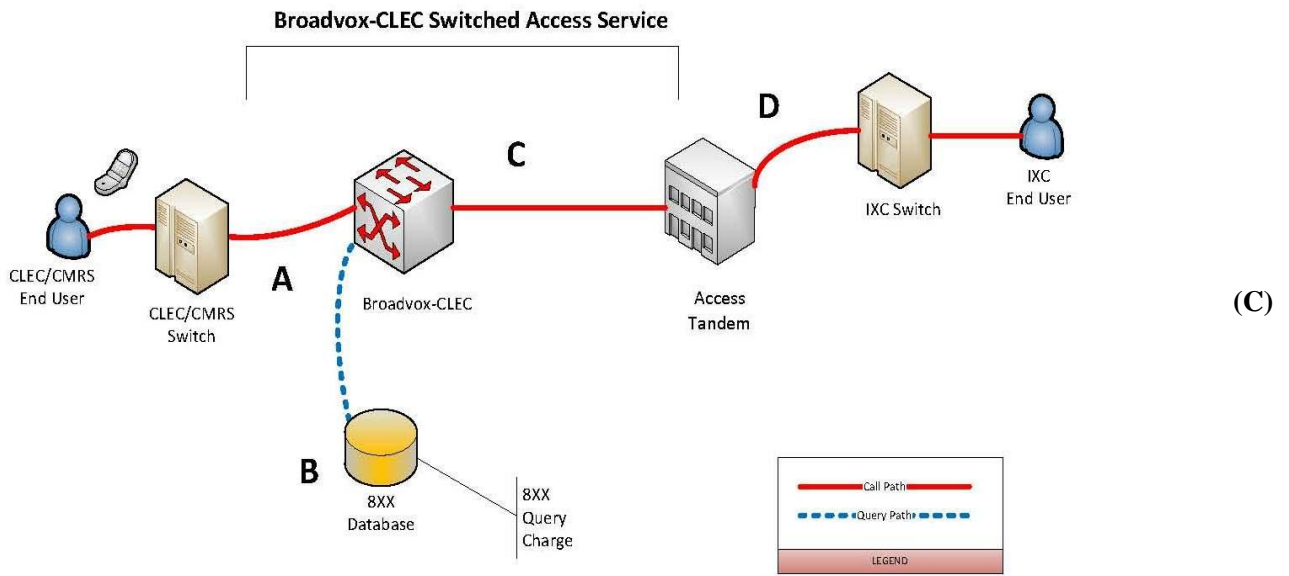 Broadvox-CLEC Switched Access Service
D
C
IXC
End User
IXC Switch
CLEC/CMRS
End User
A
CLEC/CMRS
Switch
Broadvox-CLEC
Access
Tandem
(C)
B
8XX
Database
8XX
Query
Charge
Call Path
Query Path
LEGEND